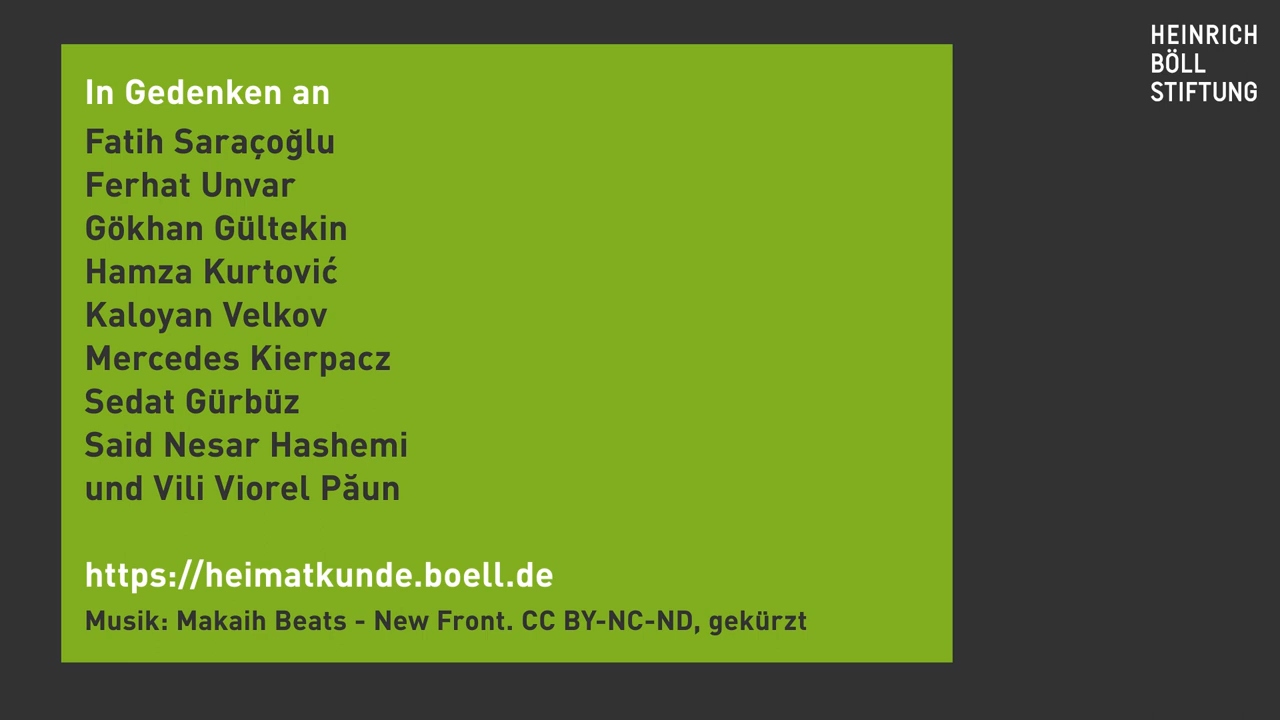 HEINRICH
BÖLL
STIFTUNG
In Gedenken an
Fatih Saraçoğlu
Ferhat Unvar
Gökhan Gültekin
Hamza Kurtović
Kaloyan Velkov
Mercedes Kierpacz
Sedat Gürbüz
Said Nesar Hashemi
und Vili Viorel Păun
https://heimatkunde.boell.de
Musik: Makaih Beats - New Front. CC BY-NC-ND, gekürzt